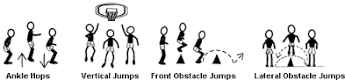 Ankle Hops
Vertical Jumps
Front Obstacle Jumps
Lateral Obstacle Jumps